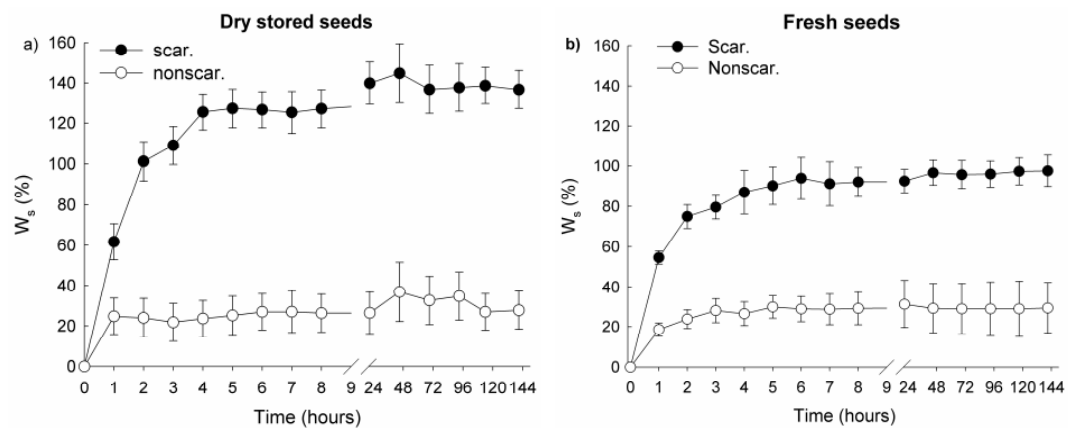 Dry stored seeds
a)
scar.
nonscar.
160
140
120
100
80
60
40
20
0
W_s (%)
0 1 2 3 4 5 6 7 8 9 24 48 72 96 120 144
Time (hours)
Fresh seeds
b)
Scar.
Nonscar.
160
140
120
100
80
60
40
20
0
W_s (%)
0 1 2 3 4 5 6 7 8 9 24 48 72 96 120 144
Time (hours)